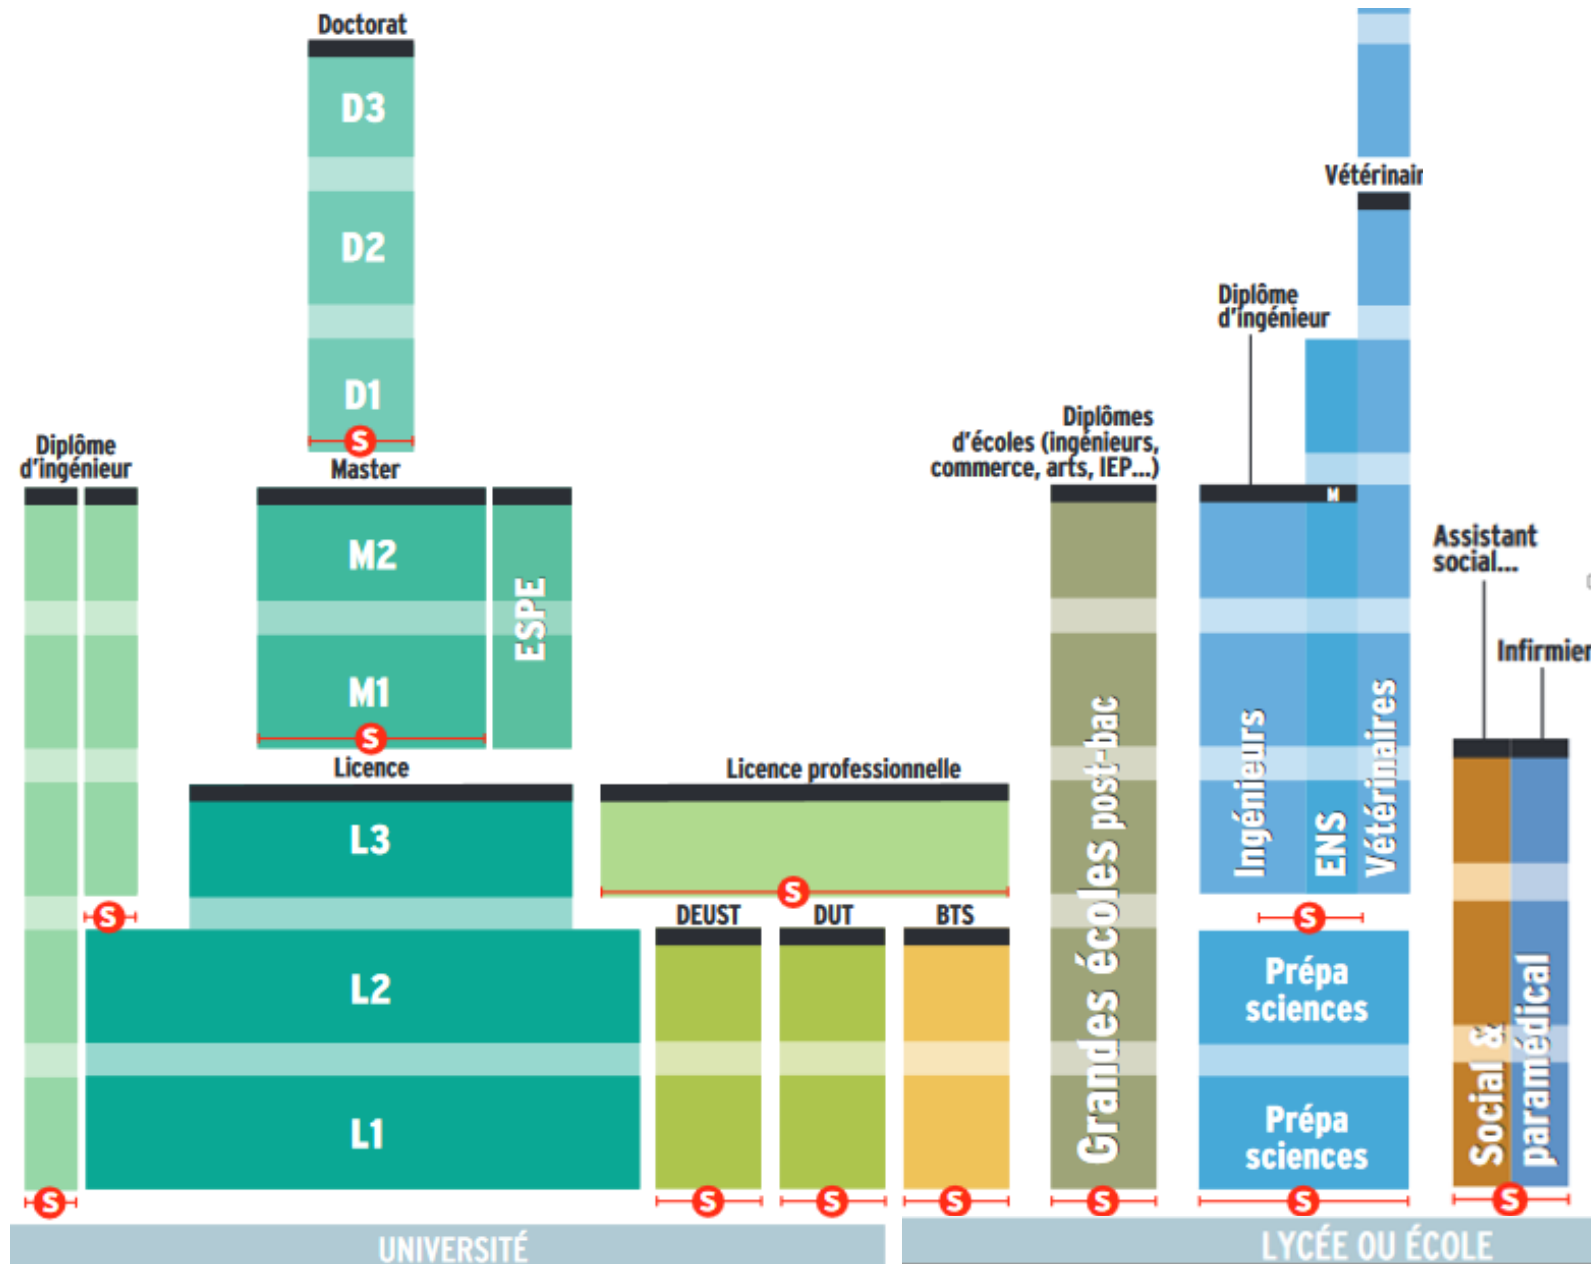 Doctorat
D3
D2
D1
S
Diplôme
d'ingénieur
Master
M2
M1
S
ESPE
Licence
L3
S
L2
L1
S
Licence professionnelle
S
DEUST
DUT
BTS
S
S
S
UNIVERSITÉ
Diplômes
d'écoles (ingénieurs,
commerce, arts, IEP...)
Grandes écoles post-bac
S
Diplôme
d'ingénieur
M
Vétérinair
Ingénieurs
ENS
Vétérinaires
S
Prépa
sciences
Prépa
sciences
S
Assistant
social...
Infirmier
Social &
paramédical
S
LYCÉE OU ÉCOLE